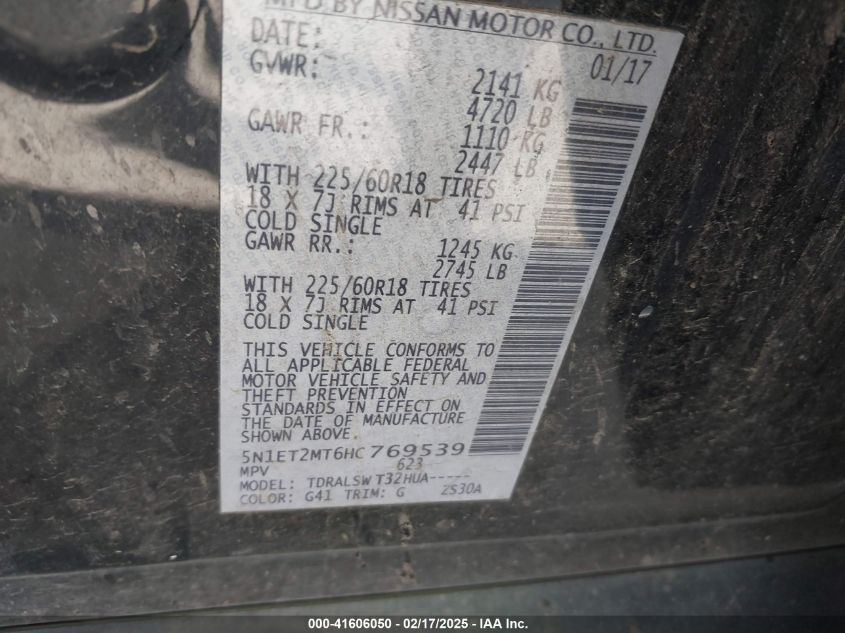 MFD BY NISSAN MOTOR CO., LTD.
DATE: 01/17
GVWR: 2141 KG
4720 LB
GAWR FR.: 1110 KG
2447 LB
WITH 225/60R18 TIRES
18 X 7J RIMS AT 41 PSI
COLD SINGLE
GAWR RR.: 1245 KG
2745 LB
WITH 225/60R18 TIRES
18 X 7J RIMS AT 41 PSI
COLD SINGLE
THIS VEHICLE CONFORMS TO
ALL APPLICABLE FEDERAL
MOTOR VEHICLE SAFETY AND
THEFT PREVENTION
STANDARDS IN EFFECT ON
THE DATE OF MANUFACTURE
SHOWN ABOVE.
5N1ET2MT6HC769539
MPV 623
MODEL: TDRALSW T32HUA-----
COLOR: G41 TRIM: G 2S30A
000-41606050 - 02/17/2025 - IAA Inc.